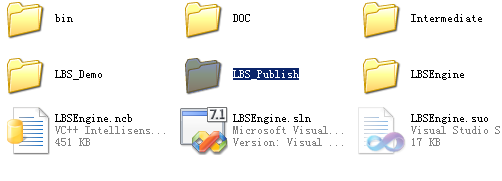 bin
DOC
Intermediate
LBS_Demo
LBS_Publish
LBSEngine
LBSEngine.ncb
VC++ Intellisens...
451 KB
7.1
LBSEngine.sln
Microsoft Visual...
Version: Visual ...
LBSEngine.suo
Visual Studio S
17 KB